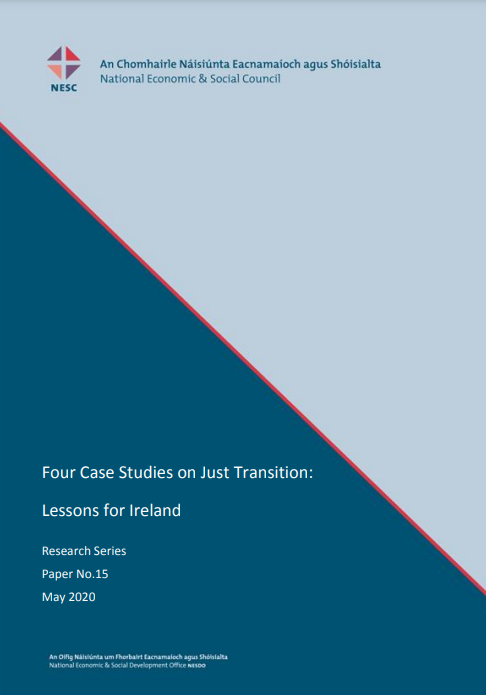 An Chomhairle Náisiúnta Eacnamaíoch agus Shóisialta
National Economic & Social Council
NESC
Four Case Studies on Just Transition:
Lessons for Ireland
Research Series
Paper No.15
May 2020
An Oifig Náisiúnta um Fhorbairt Eacnamaíoch agus Shóisialta
National Economic & Social Development Office NESDO